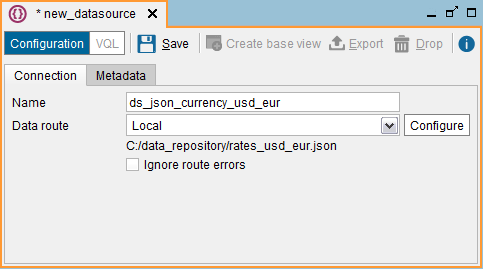 * new_datasource
Configuration VQL Save Create base view Export Drop
Connection Metadata
Name ds_json_currency_usd_eur
Data route Local Configure
C:/data_repository/rates_usd_eur.json
Ignore route errors